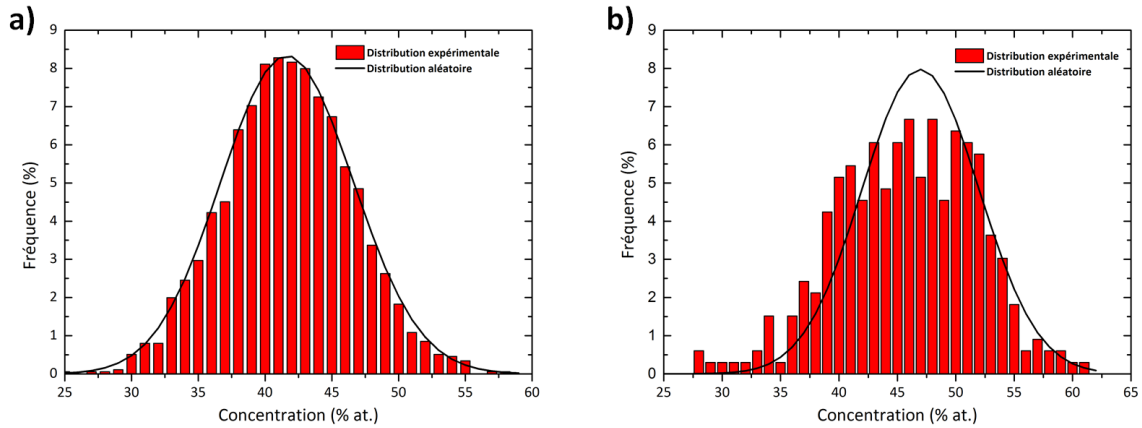 a)
9
8
7
6
5
4
3
2
1
0
Fréquence (%)
25 30 35 40 45 50 55 60
Concentration (% at.)
Distribution expérimentale
Distribution aléatoire
b)
9
8
7
6
5
4
3
2
1
0
Fréquence (%)
25 30 35 40 45 50 55 60 65
Concentration (% at.)
Distribution expérimentale
Distribution aléatoire